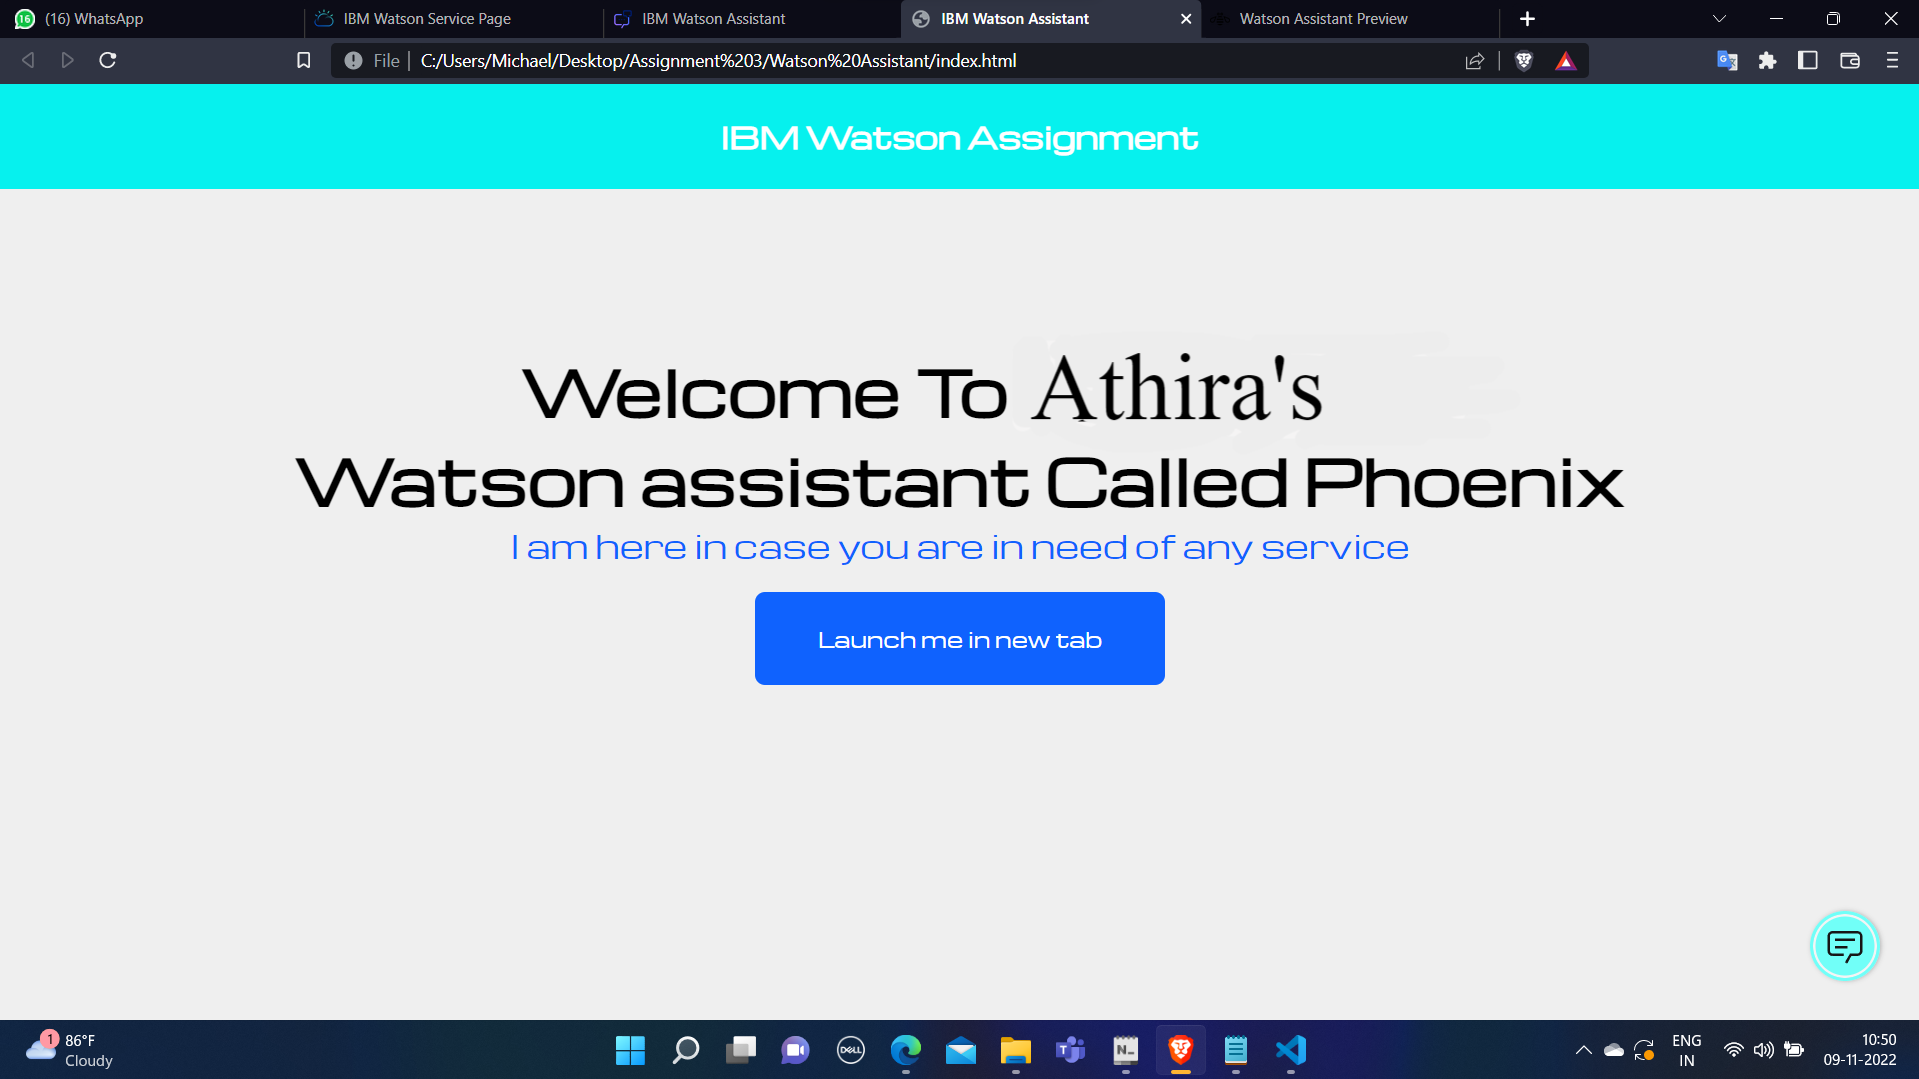 16 (16) WhatsApp IBM Watson Service Page IBM Watson Assistant IBM Watson Assistant Watson Assistant Preview
File C:/Users/Michael/Desktop/Assignment%203/Watson%20Assistant/index.html
IBM Watson Assignment
Welcome To Athira's
Watson assistant Called Phoenix
I am here in case you are in need of any service
Launch me in new tab
1 86°F
Cloudy
DELL
T
N
ENG
IN
10:50
09-11-2022